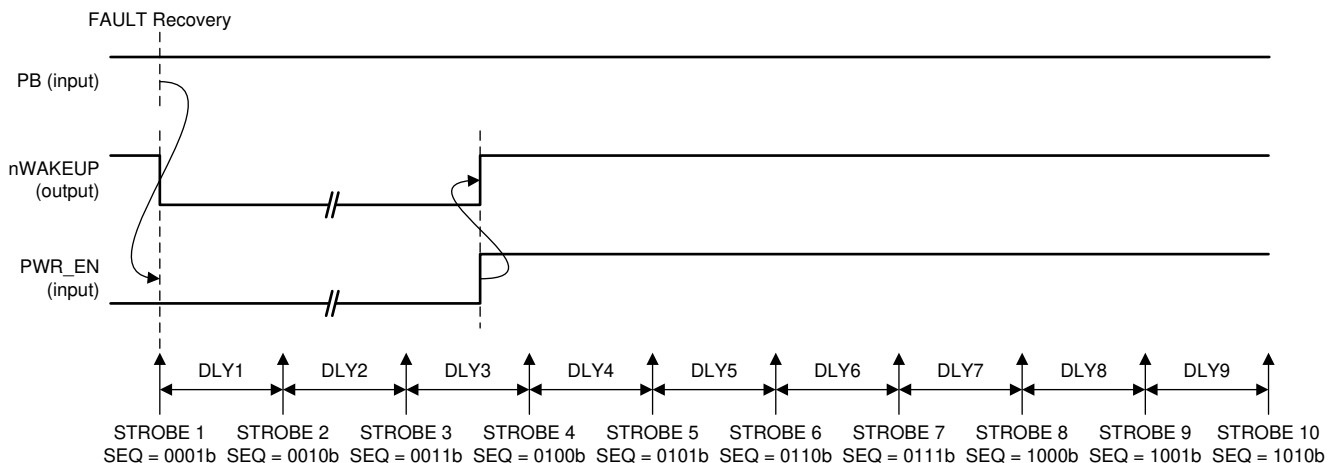 FAULT Recovery
PB (input)
nWAKEUP
(output)
PWR_EN
(input)
DLY1 DLY2 DLY3 DLY4 DLY5 DLY6 DLY7 DLY8 DLY9
STROBE 1 STROBE 2 STROBE 3 STROBE 4 STROBE 5 STROBE 6 STROBE 7 STROBE 8 STROBE 9 STROBE 10
SEQ = 0001b SEQ = 0010b SEQ = 0011b SEQ = 0100b SEQ = 0101b SEQ = 0110b SEQ = 0111b SEQ = 1000b SEQ = 1001b SEQ = 1010b